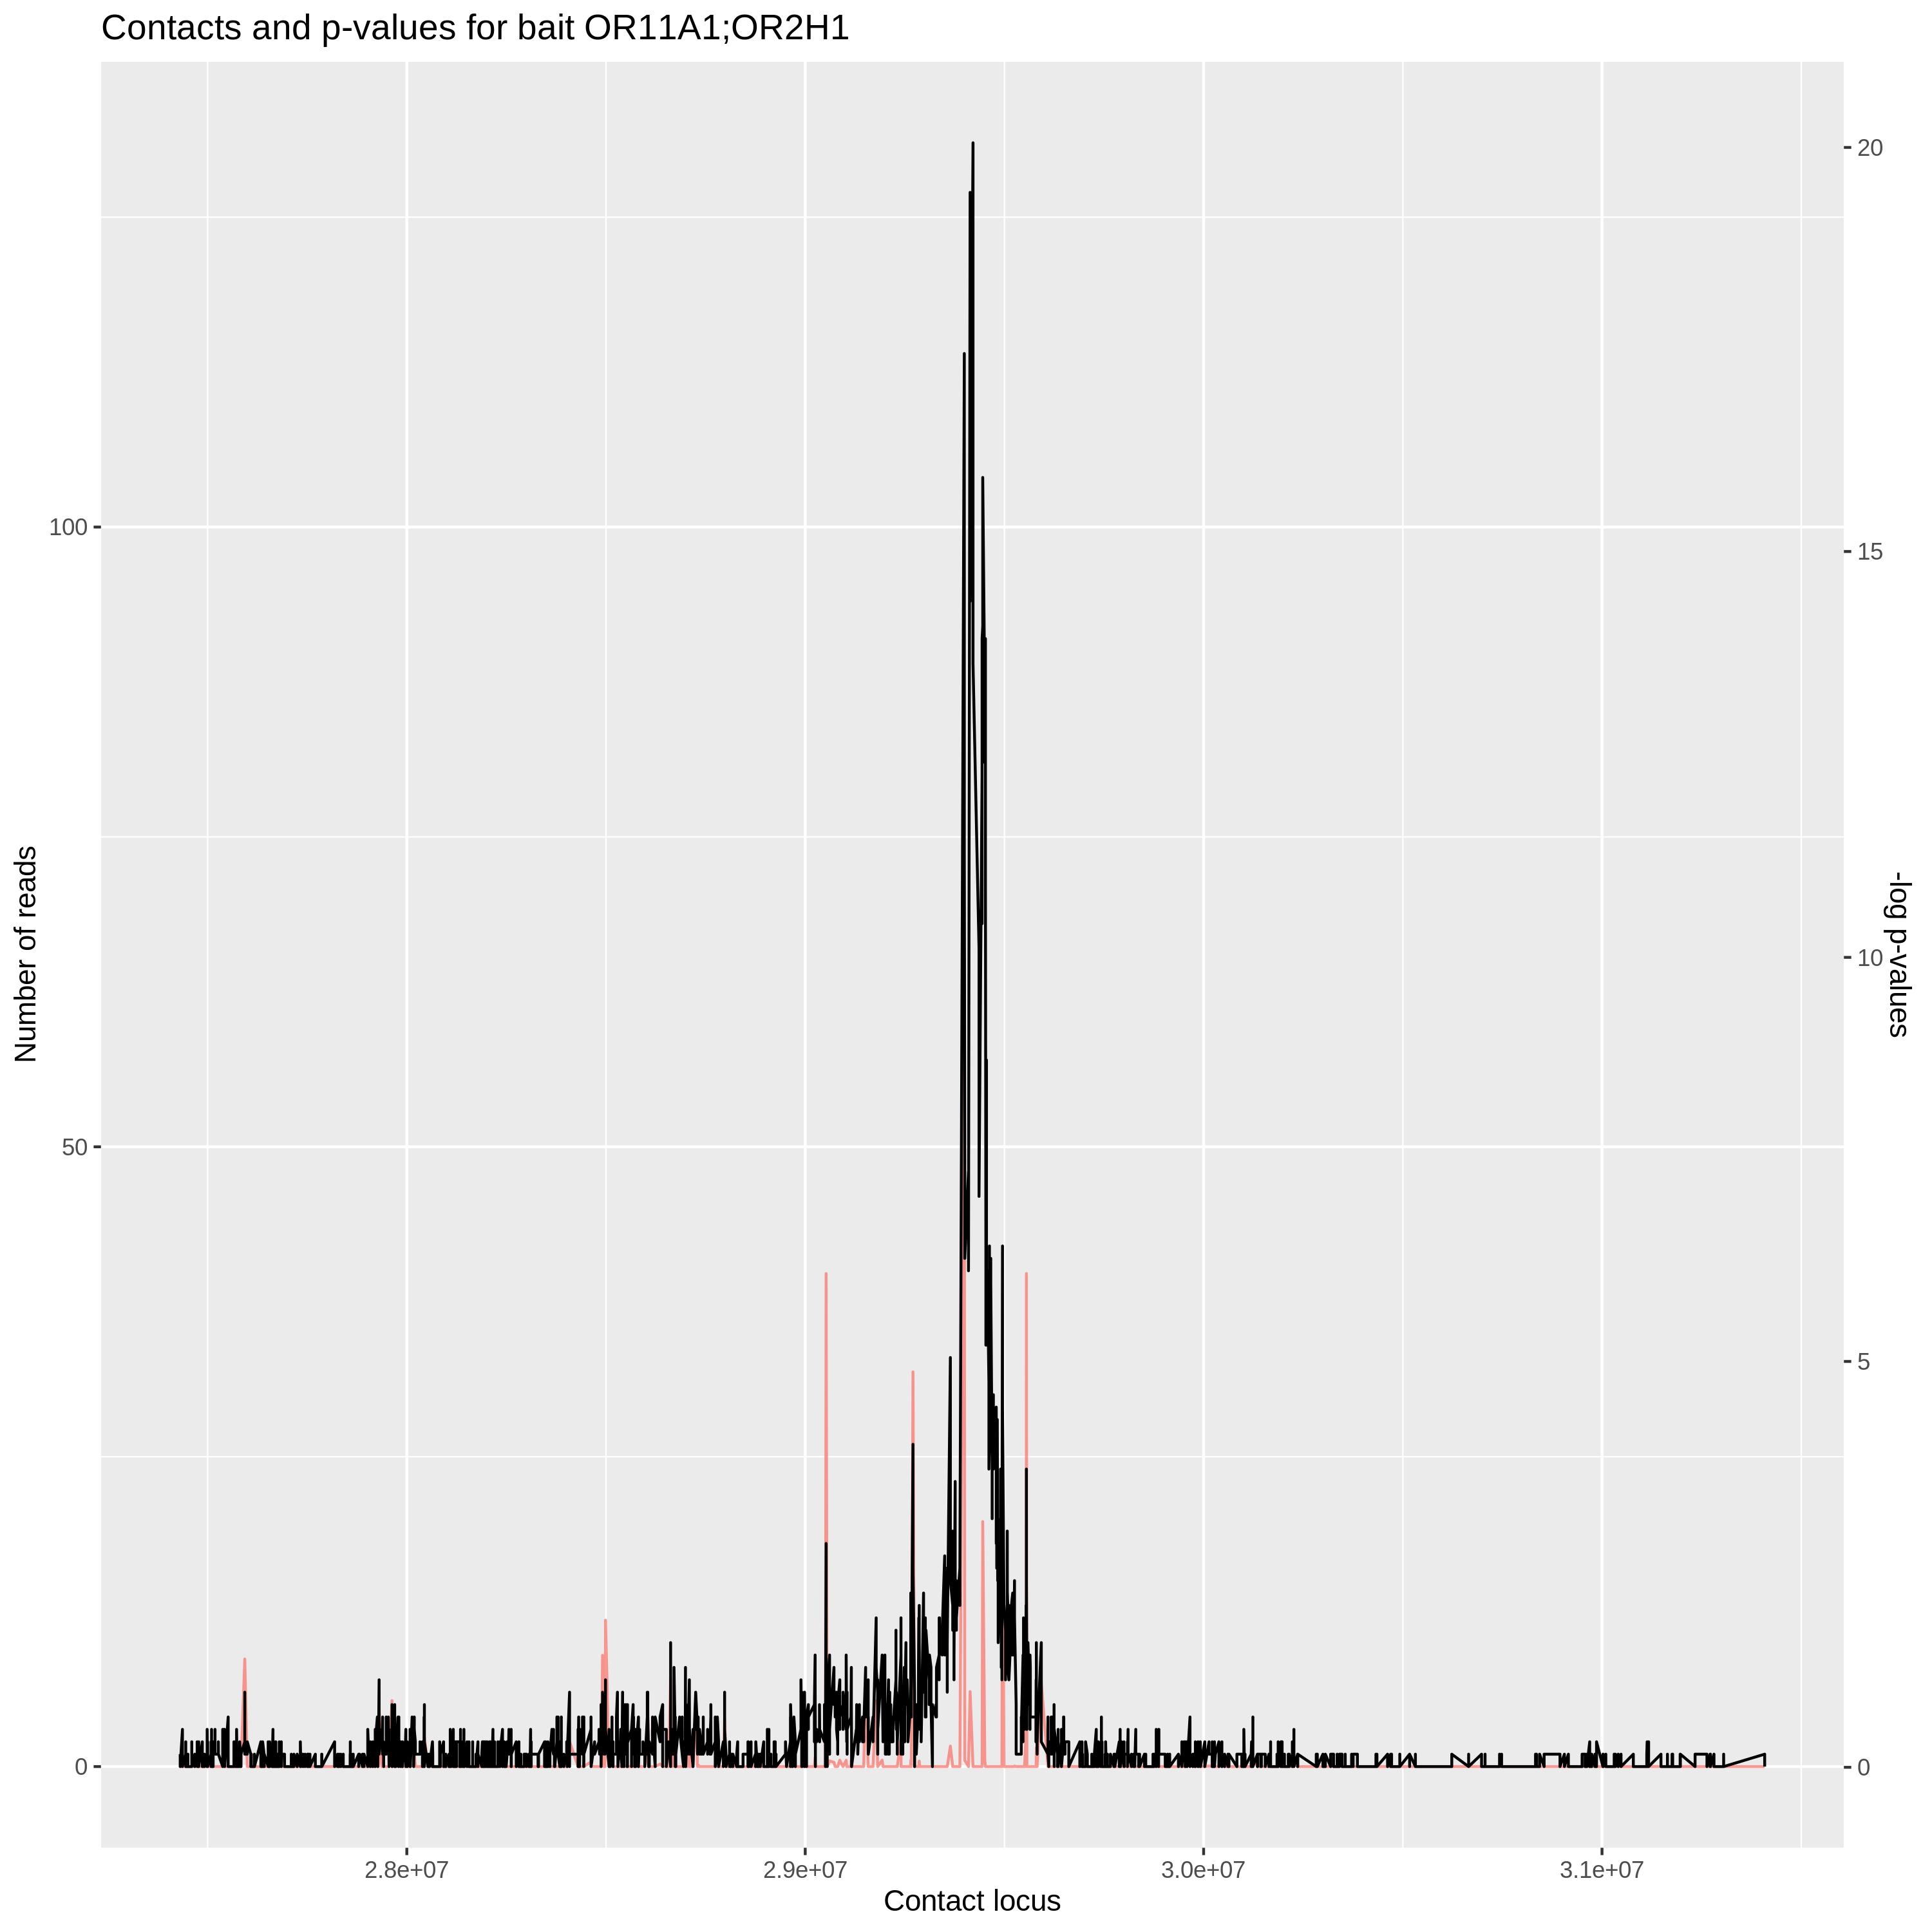 Contacts and p-values for bait OR11A1;OR2H1
20
100
15
Number of reads
-log p-values
10
50
5
0
0
2.8e+07
2.9e+07
3.0e+07
3.1e+07
Contact locus